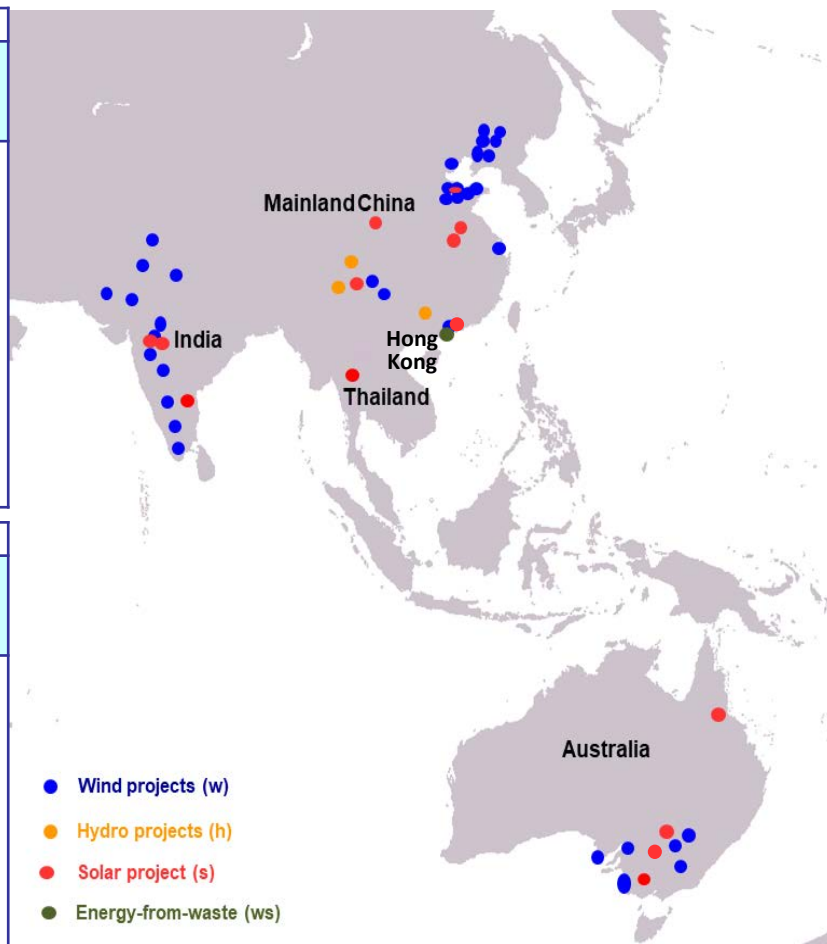 Mainland China
India
Hong
Kong
Thailand
Australia
Wind projects (w)
Hydro projects (h)
Solar project (s)
Energy-from-waste (ws)